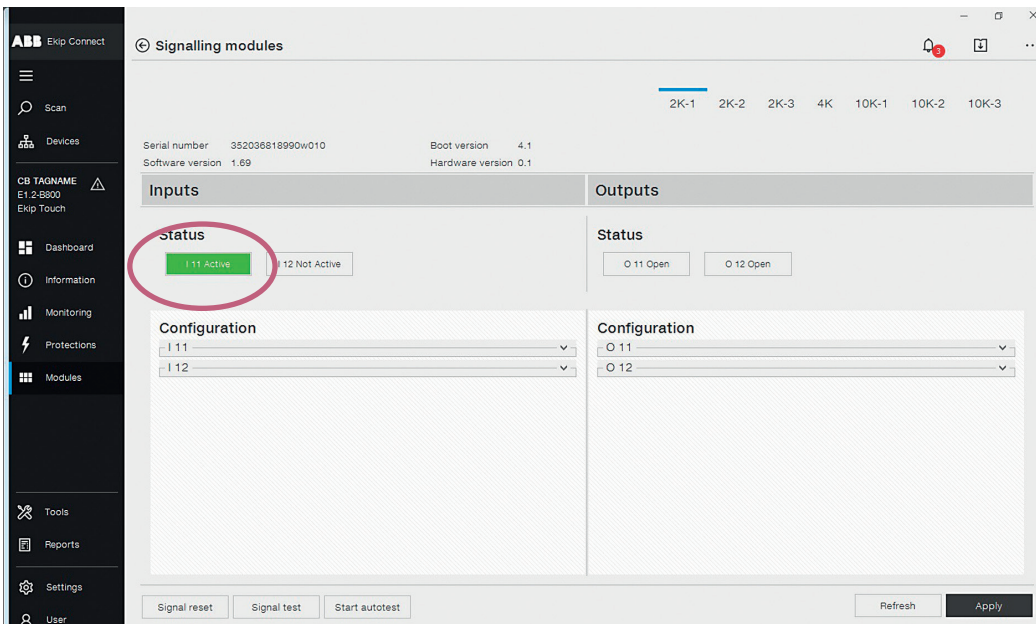 ABB Ekip Connect
Signalling modules
3
Scan
Devices
CB TAGNAME
E1.2-B800
Ekip Touch
Dashboard
Information
Monitoring
Protections
Modules
Tools
Reports
Settings
User
2K-1 2K-2 2K-3 4K 10K-1 10K-2 10K-3
Serial number 352036818990w010 Boot version 4.1
Software version 1.69 Hardware version 0.1
Inputs Outputs
Status Status
I 11 Active I 12 Not Active O 11 Open O 12 Open
Configuration Configuration
I 11 O 11
I 12 O 12
Signal reset Signal test Start autotest Refresh Apply